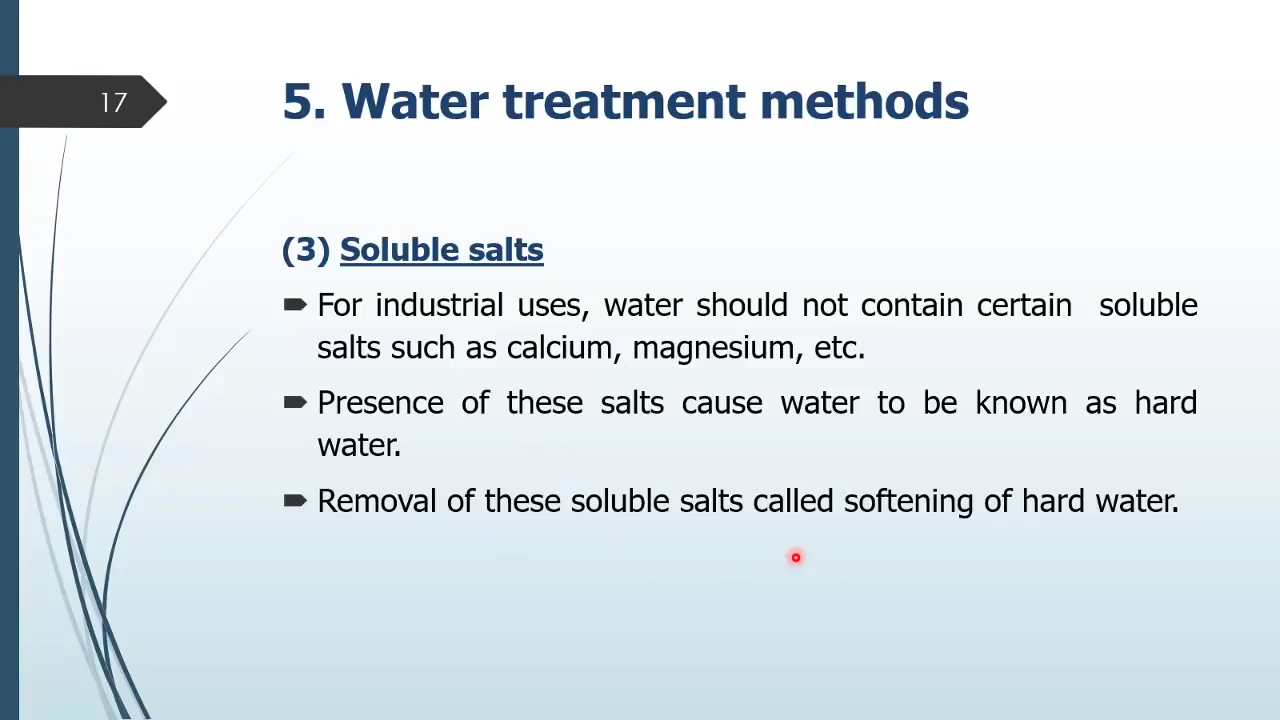 17
5. Water treatment methods
(3) Soluble salts
For industrial uses, water should not contain certain soluble
salts such as calcium, magnesium, etc.
Presence of these salts cause water to be known as hard
water.
Removal of these soluble salts called softening of hard water.